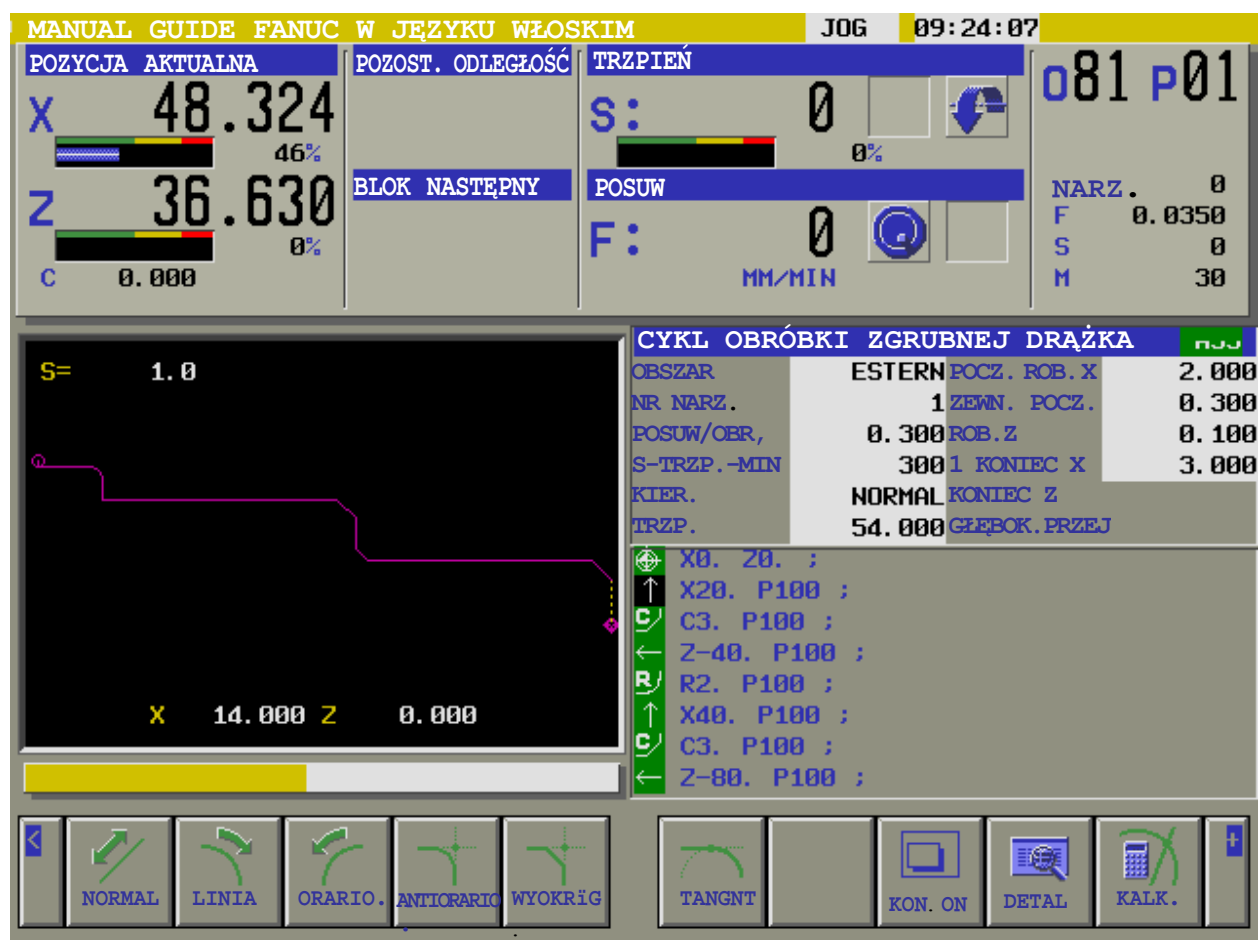 MANUAL GUIDE FANUC W JĘZYKU WŁOSKIM JOG 09:24:07
POZYCJA AKTUALNA POZOST. ODLEGŁOŚĆ TRZPIEŃ
X 48.324 S: 0 O81 P01
46% 0%
Z 36.630 BLOK NASTĘPNY POSUW NARZ. 0
0% F: 0 F 0.0350
S 0
C 0.000 MM/MIN M 30
CYKL OBRÓBKI ZGRUBNEJ DRĄŻKA
S= 1.0
OBSZAR ESTERN POCZ. ROB.X 2.000
NR NARZ. 1 ZEWN. POCZ. 0.300
POSUW/OBR, 0.300 ROB.Z 0.100
S-TRZP.-MIN 300 1 KONIEC X 3.000
KIER. NORMAL KONIEC Z
TRZP. 54.000 GŁĘBOK.PRZEJ
X0. Z0. ;
X20. P100 ;
C C3. P100 ;
Z-40. P100 ;
R R2. P100 ;
X40. P100 ;
C C3. P100 ;
Z-80. P100 ;
X 14.000 Z 0.000
< NORMAL LINIA ORARIO. ANTIORARIO WYOKRïG TANGNT KON. ON DETAL KALK. +